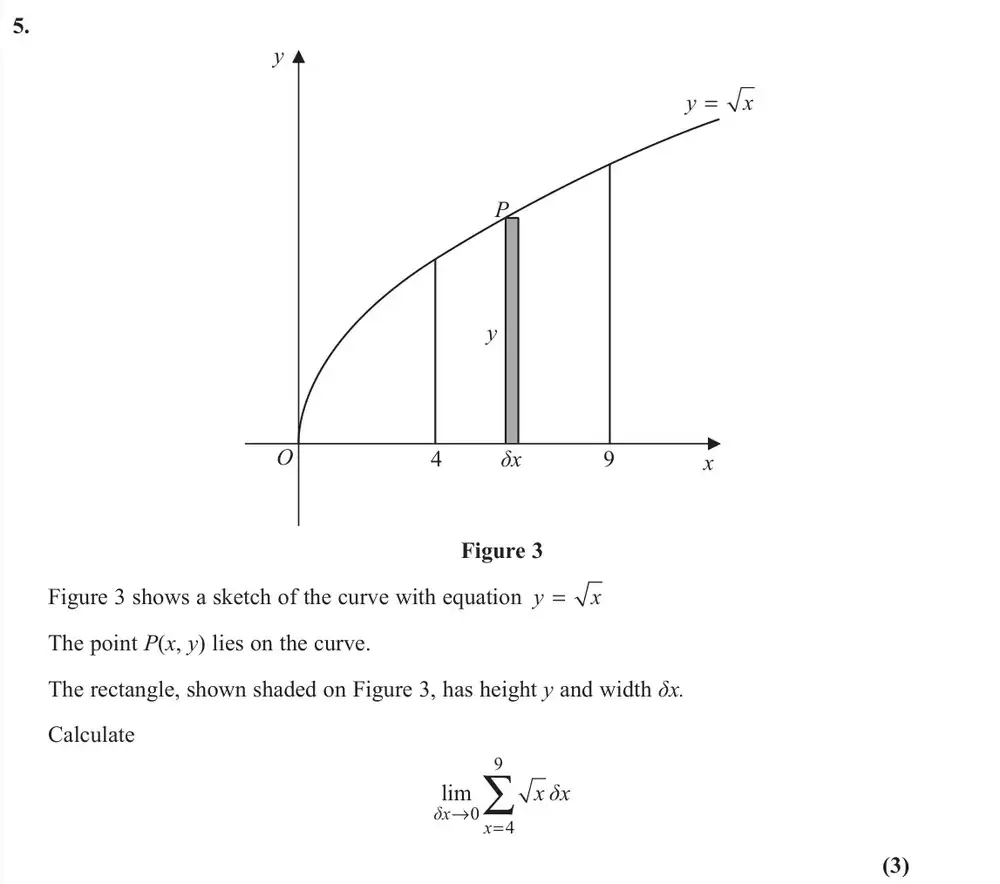 5.
y
y = √x
P
y
O
4
δx
9
x
Figure 3
Figure 3 shows a sketch of the curve with equation y = √x
The point P(x, y) lies on the curve.
The rectangle, shown shaded on Figure 3, has height y and width δx.
Calculate
9
lim ∑ √x δx
δx→0
x=4
(3)